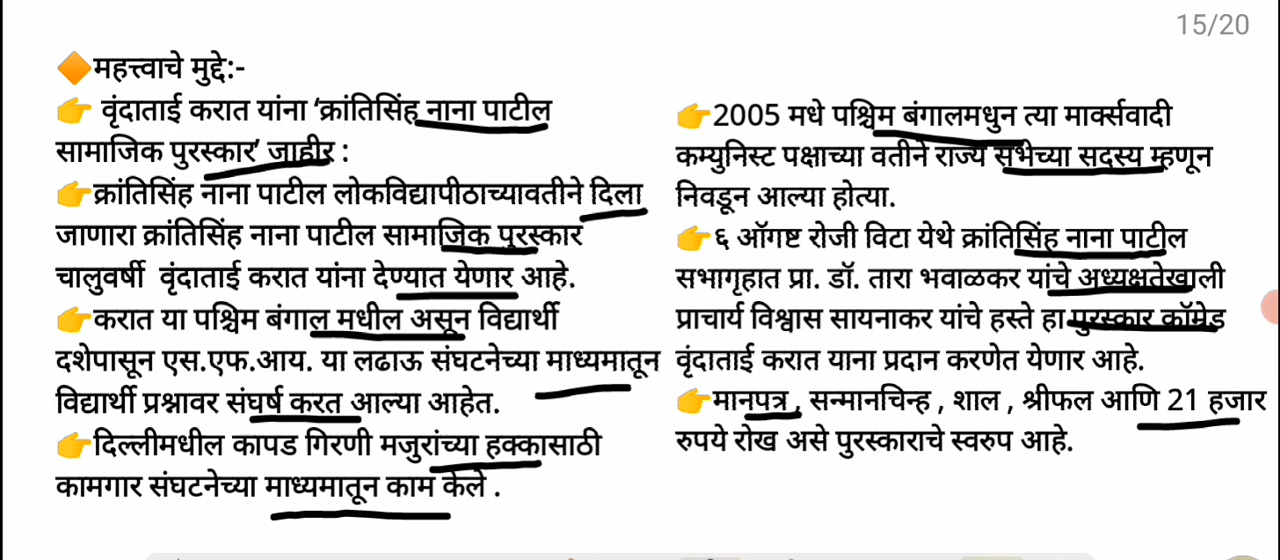 15/20
🔶महत्त्वाचे मुद्दे:-
👉 वृंदाताई करात यांना ‘क्रांतिसिंह नाना पाटील
सामाजिक पुरस्कार’ जाहीर :
👉क्रांतिसिंह नाना पाटील लोकविद्यापीठाच्यावतीने दिला
जाणारा क्रांतिसिंह नाना पाटील सामाजिक पुरस्कार
चालुवर्षी वृंदाताई करात यांना देण्यात येणार आहे.
👉करात या पश्चिम बंगाल मधील असून विद्यार्थी
दशेपासून एस.एफ.आय. या लढाऊ संघटनेच्या माध्यमातून
विद्यार्थी प्रश्नावर संघर्ष करत आल्या आहेत.
👉दिल्लीमधील कापड गिरणी मजुरांच्या हक्कासाठी
कामगार संघटनेच्या माध्यमातून काम केले .
👉2005 मधे पश्चिम बंगालमधुन त्या मार्क्सवादी
कम्युनिस्ट पक्षाच्या वतीने राज्य सभेच्या सदस्य म्हणून
निवडून आल्या होत्या.
👉६ ऑगष्ट रोजी विटा येथे क्रांतिसिंह नाना पाटील
सभागृहात प्रा. डॉ. तारा भवाळकर यांचे अध्यक्षतेखाली
प्राचार्य विश्वास सायनाकर यांचे हस्ते हा पुरस्कार कॉम्रेड
वृंदाताई करात याना प्रदान करणेत येणार आहे.
👉मानपत्र , सन्मानचिन्ह , शाल , श्रीफल आणि 21 हजार
रुपये रोख असे पुरस्काराचे स्वरुप आहे.